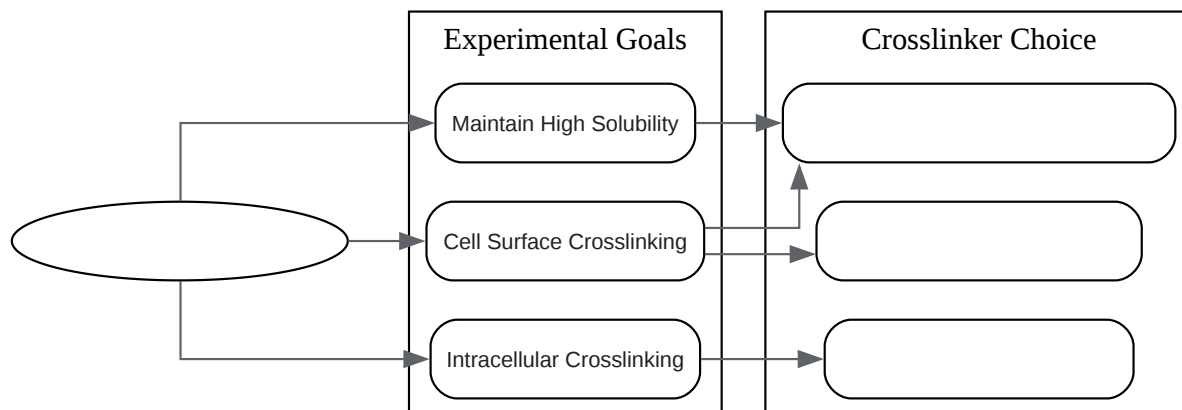 Experimental Goals
Crosslinker Choice
Maintain High Solubility
Cell Surface Crosslinking
Intracellular Crosslinking